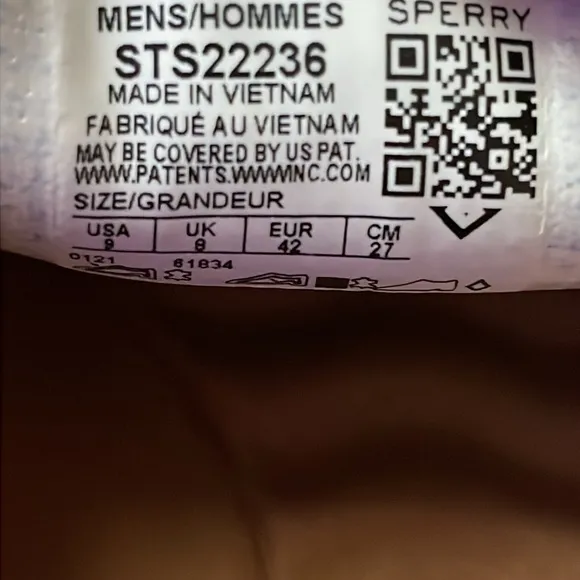 MENS/HOMMES
SPERRY
STS22236
MADE IN VIETNAM
FABRIQUÉ AU VIETNAM
MAY BE COVERED BY US PAT.
WWW.PATENTS.WWWINC.COM
SIZE/GRANDEUR
USA UK EUR CM
9 8 42 27
0121 61834